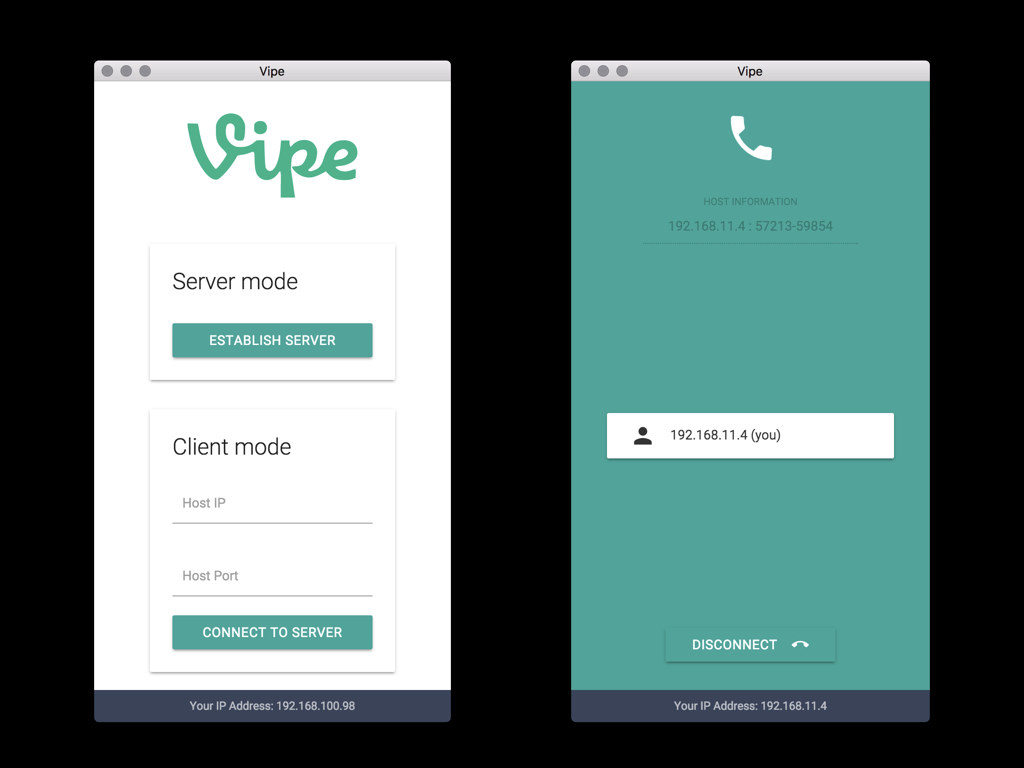 Vipe
Vipe
Server mode
ESTABLISH SERVER
Client mode
Host IP
Host Port
CONNECT TO SERVER
Your IP Address: 192.168.100.98
Vipe
HOST INFORMATION
192.168.11.4 : 57213-59854
192.168.11.4 (you)
DISCONNECT
Your IP Address: 192.168.11.4